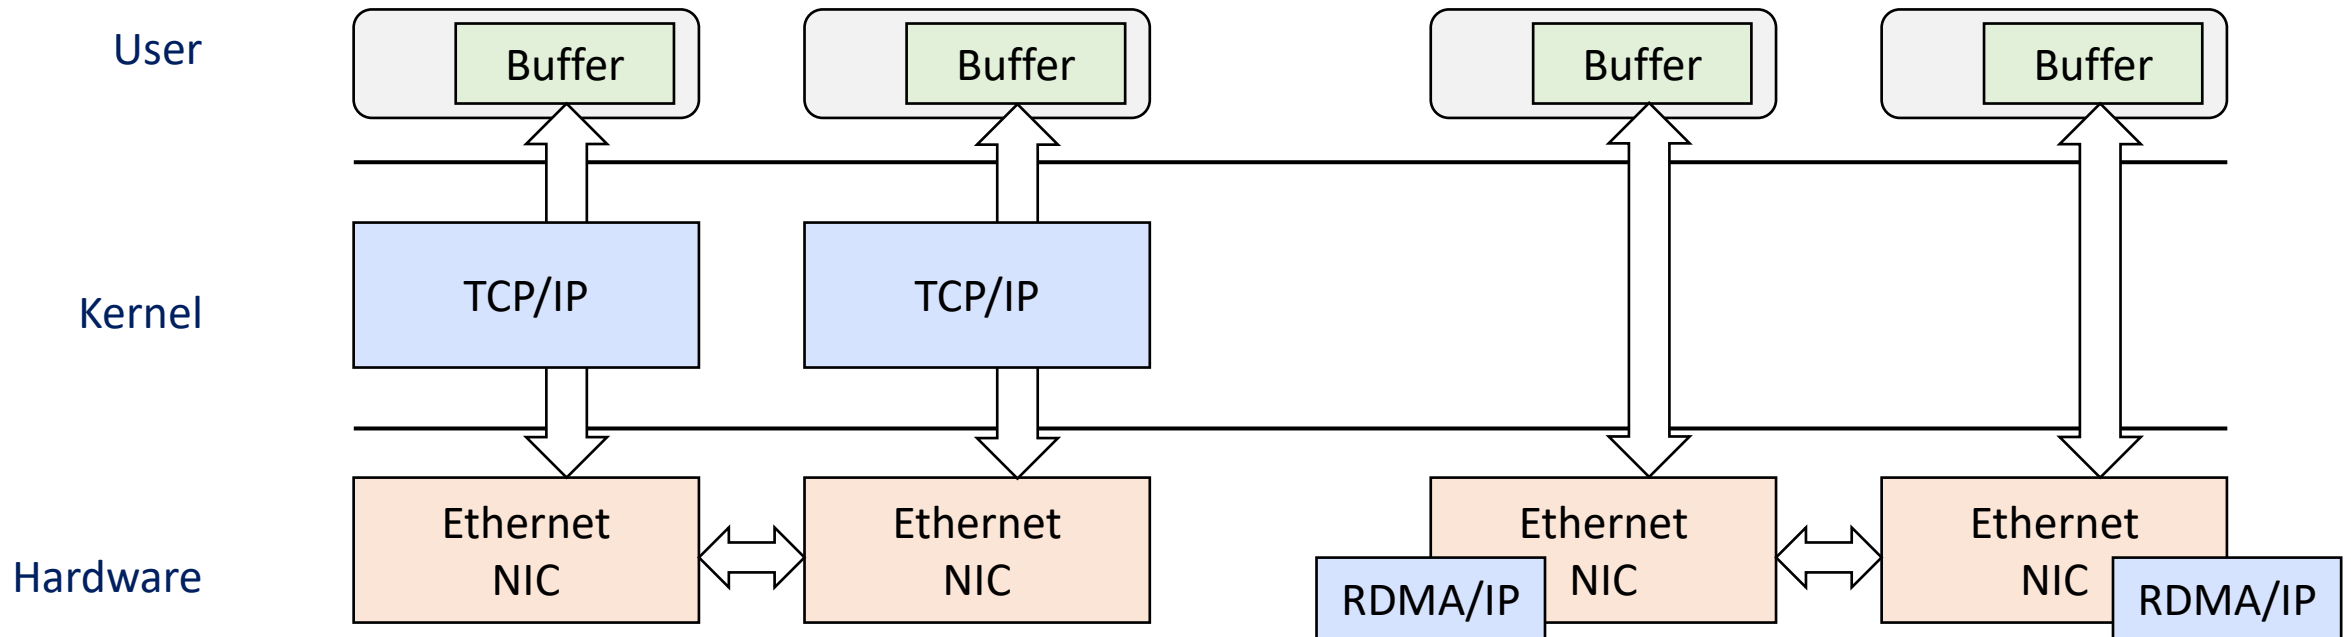 User
Buffer
Buffer
Buffer
Buffer
Kernel
TCP/IP
TCP/IP
Hardware
Ethernet
NIC
Ethernet
NIC
Ethernet
NIC
RDMA/IP
Ethernet
NIC
RDMA/IP